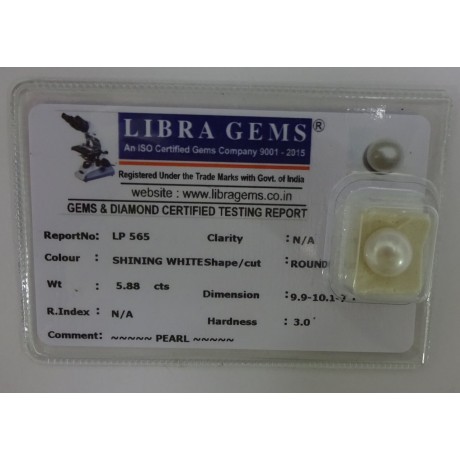 LIBRA GEMS®
An ISO Certified Gems Company 9001 - 2015
Registered Under the Trade Marks with Govt. of India
website : www.libragems.co.in
GEMS & DIAMOND CERTIFIED TESTING REPORT
ReportNo: LP 565 Clarity : N/A
Colour : SHINING WHITE Shape/cut : ROUND
Wt : 5.88 cts Dimension : 9.9-10.1-7
R.Index : N/A Hardness : 3.0
Comment: ~~~~~ PEARL ~~~~~